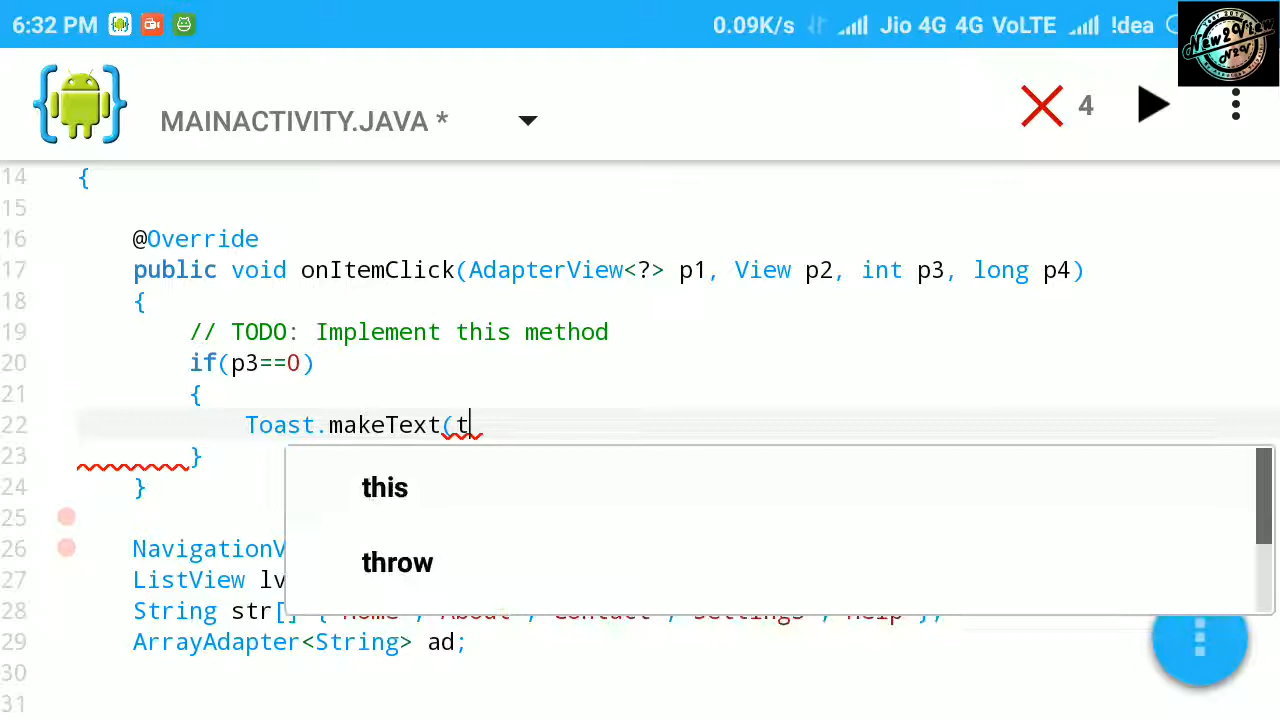 6:32 PM 0.09K/s Jio 4G 4G VoLTE !dea
New2View
N2V
MAINACTIVITY.JAVA * 4
14 {
15
16 @Override
17 public void onItemClick(AdapterView<?> p1, View p2, int p3, long p4)
18 {
19 // TODO: Implement this method
20 if(p3==0)
21 {
22 Toast.makeText(t
23 }
24 }
25
26 NavigationV
27 ListView lv
28 String str[]
29 ArrayAdapter<String> ad;
30
31
this
throw